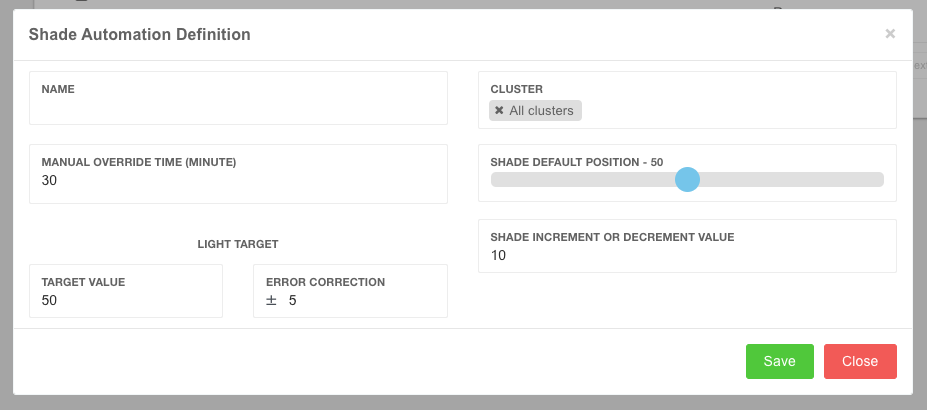 Shade Automation Definition
×
NAME
CLUSTER
✖ All clusters
MANUAL OVERRIDE TIME (MINUTE)
30
SHADE DEFAULT POSITION - 50
LIGHT TARGET
SHADE INCREMENT OR DECREMENT VALUE
10
TARGET VALUE
50
ERROR CORRECTION
± 5
Save
Close